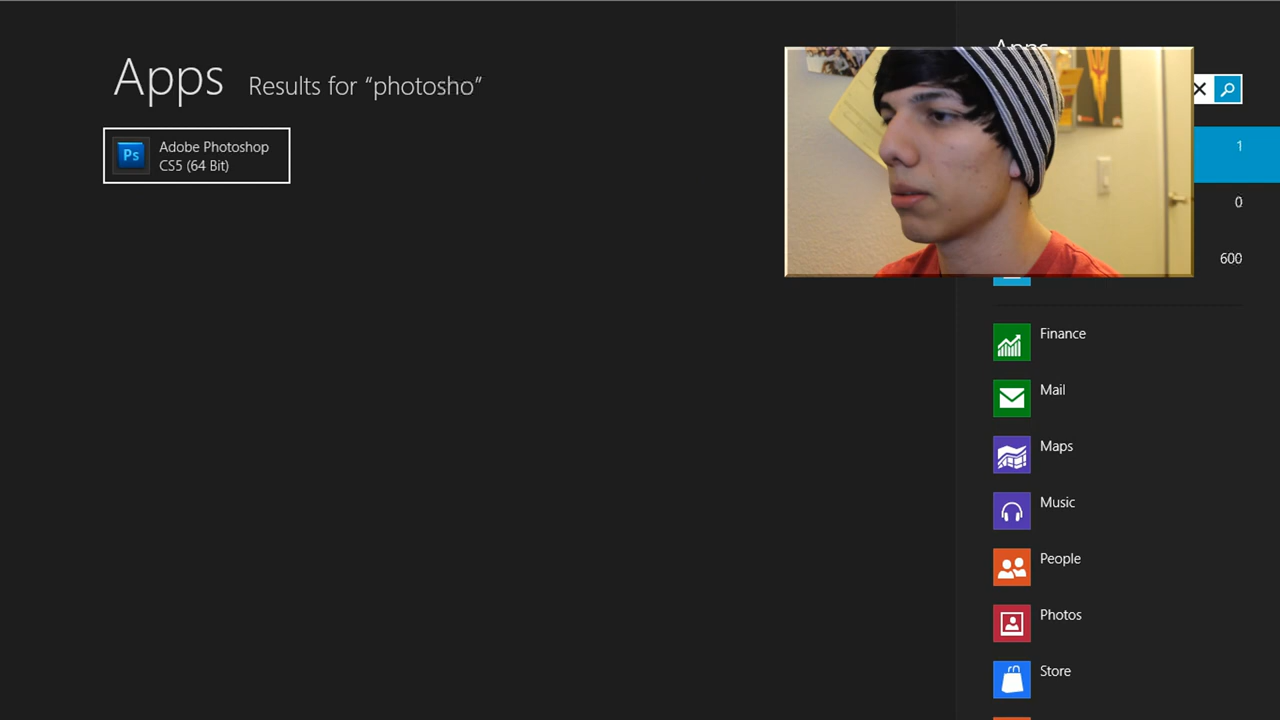 Apps
Results for “photosho”
Ps
Adobe Photoshop
CS5 (64 Bit)
Apps
1
0
600
Finance
Mail
Maps
Music
People
Photos
Store